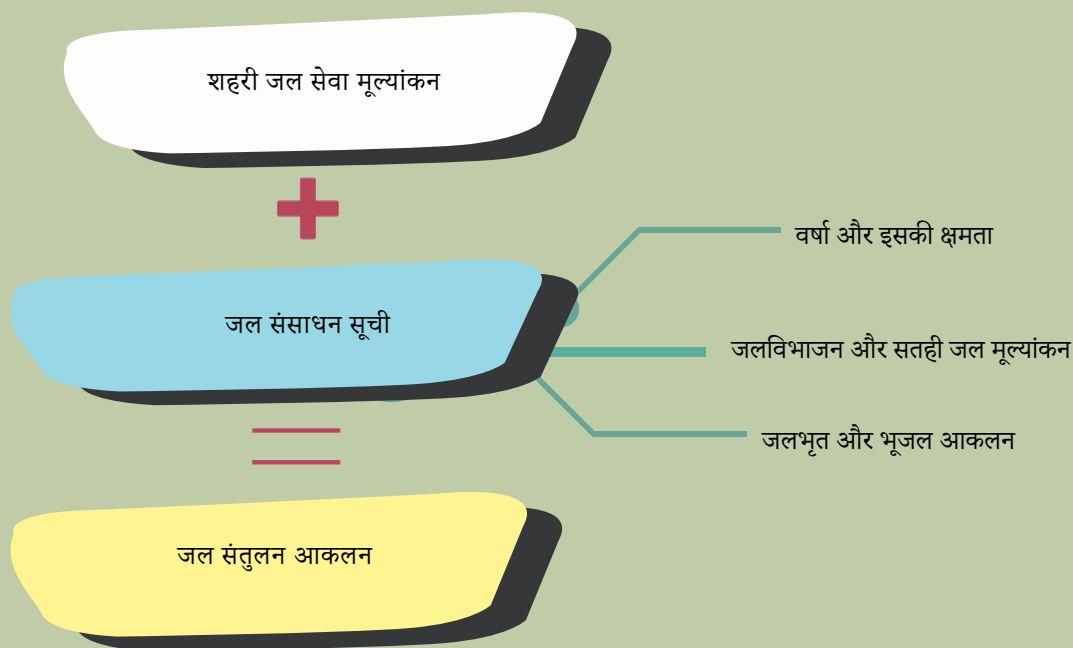 शहरी जल सेवा मूल्यांकन
जल संसाधन सूची
वर्षा और इसकी क्षमता
जलविभाजन और सतही जल मूल्यांकन
जलभृत और भूजल आकलन
जल संतुलन आकलन